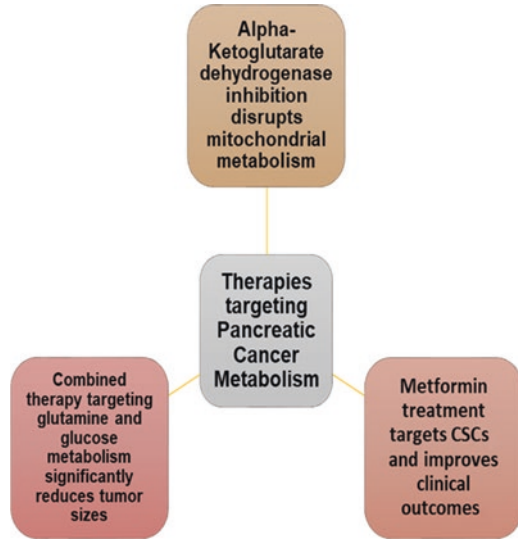 Alpha-
Ketoglutarate
dehydrogenase
inhibition
disrupts
mitochondrial
metabolism
Therapies
targeting
Pancreatic
Cancer
Metabolism
Combined
therapy targeting
glutamine and
glucose
metabolism
significantly
reduces tumor
sizes
Metformin
treatment
targets CSCs
and improves
clinical
outcomes